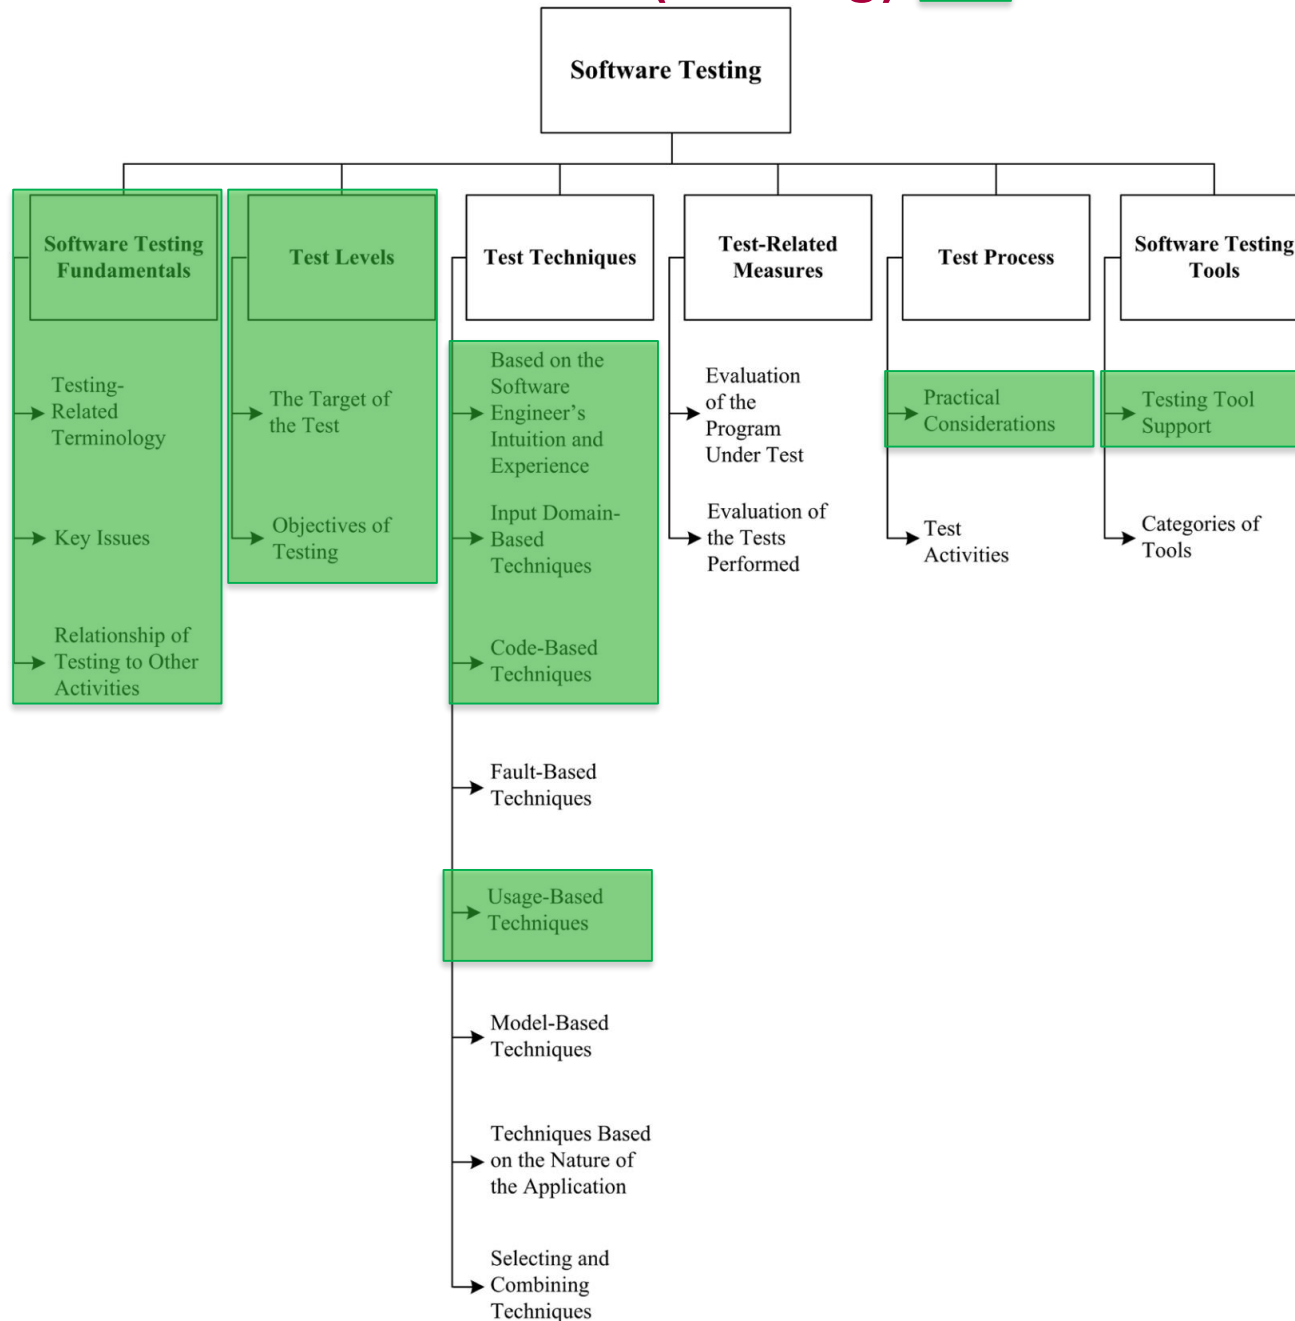 Software Testing
Software Testing
Fundamentals
Testing-
Related
Terminology
Key Issues
Relationship of
Testing to Other
Activities
Test Levels
The Target of
the Test
Objectives of
Testing
Test Techniques
Based on the
Software
Engineer's
Intuition and
Experience
Input Domain-
Based
Techniques
Code-Based
Techniques
Fault-Based
Techniques
Usage-Based
Techniques
Model-Based
Techniques
Techniques Based
on the Nature of
the Application
Selecting and
Combining
Techniques
Test-Related
Measures
Evaluation
of the
Program
Under Test
Evaluation of
the Tests
Performed
Test Process
Practical
Considerations
Test
Activities
Software Testing
Tools
Testing Tool
Support
Categories of
Tools